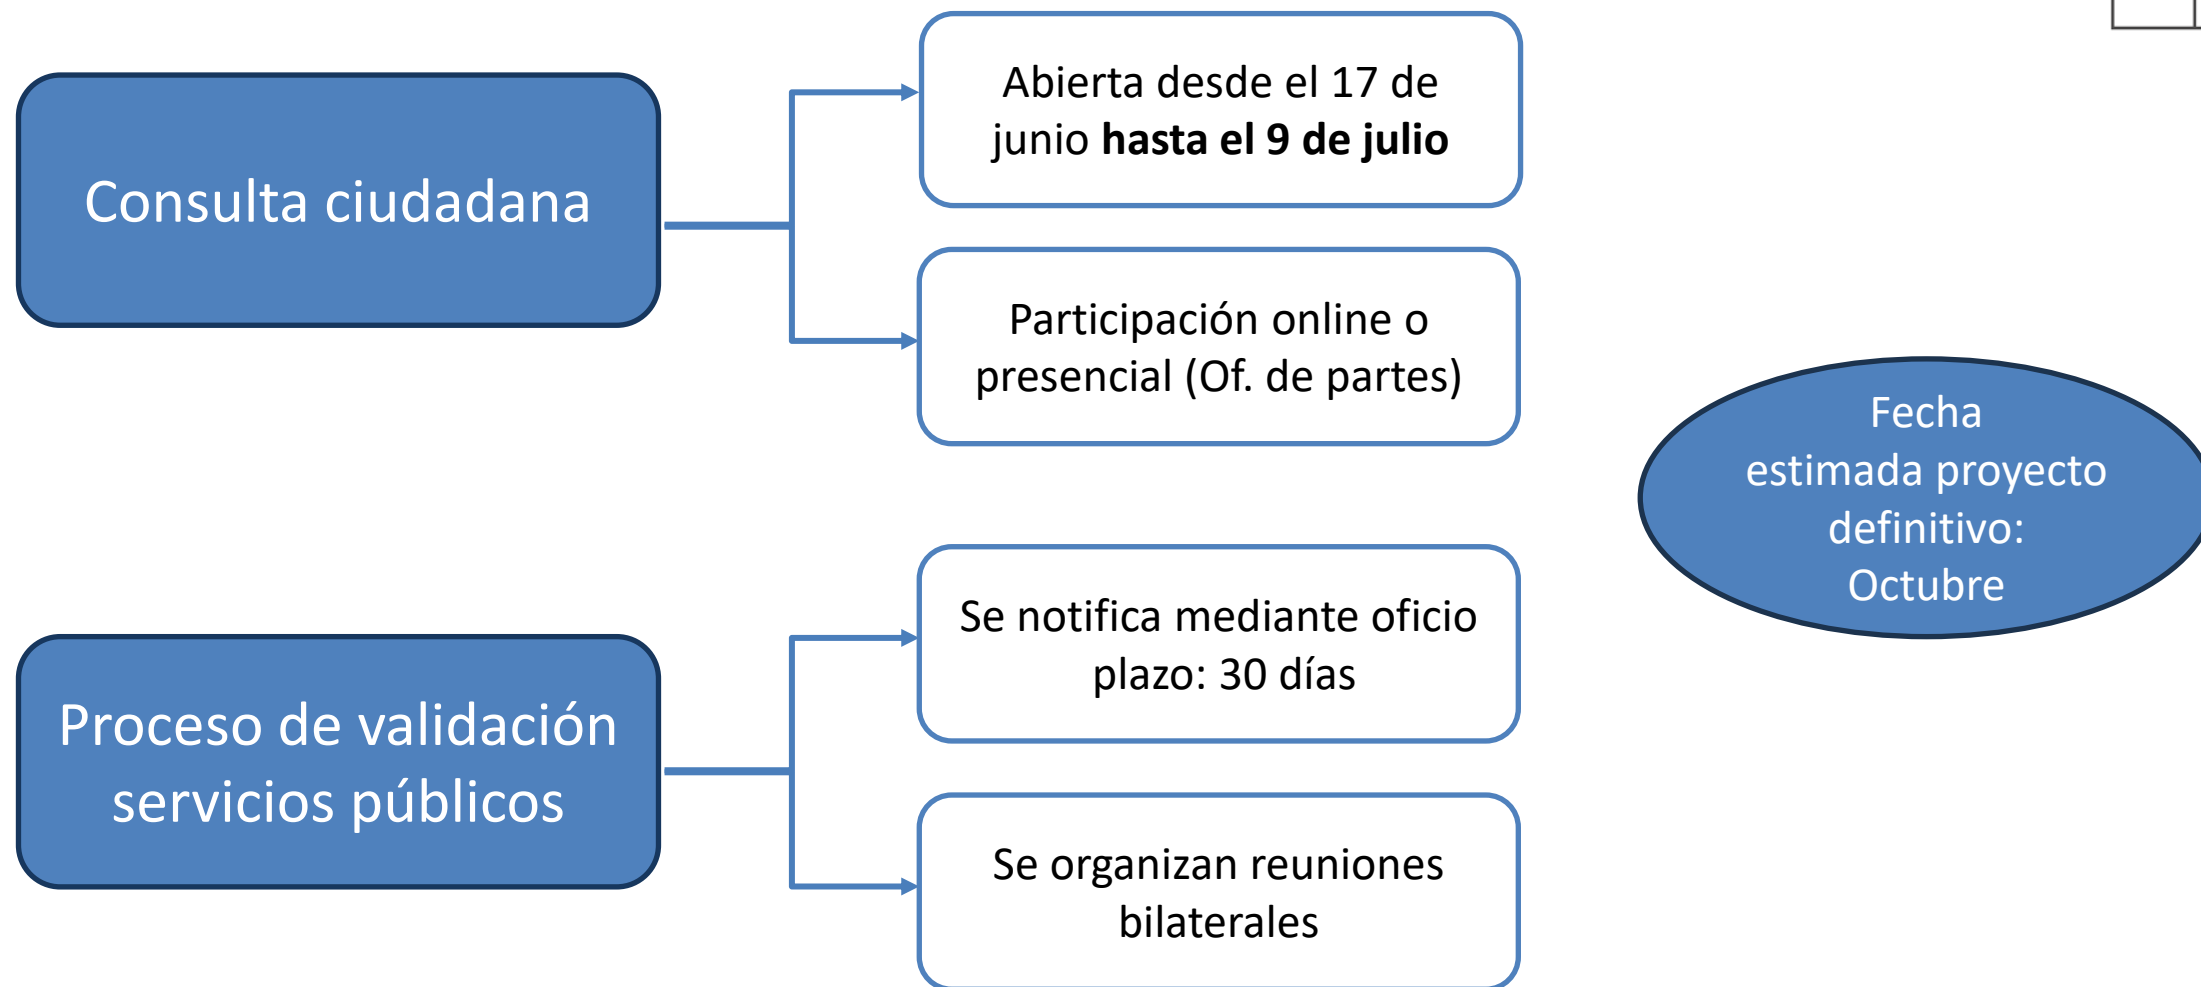 Consulta ciudadana
Abierta desde el 17 de
junio hasta el 9 de julio
Participación online o
presencial (Of. de partes)
Proceso de validación
servicios públicos
Se notifica mediante oficio
plazo: 30 días
Se organizan reuniones
bilaterales
Fecha
estimada proyecto
definitivo:
Octubre